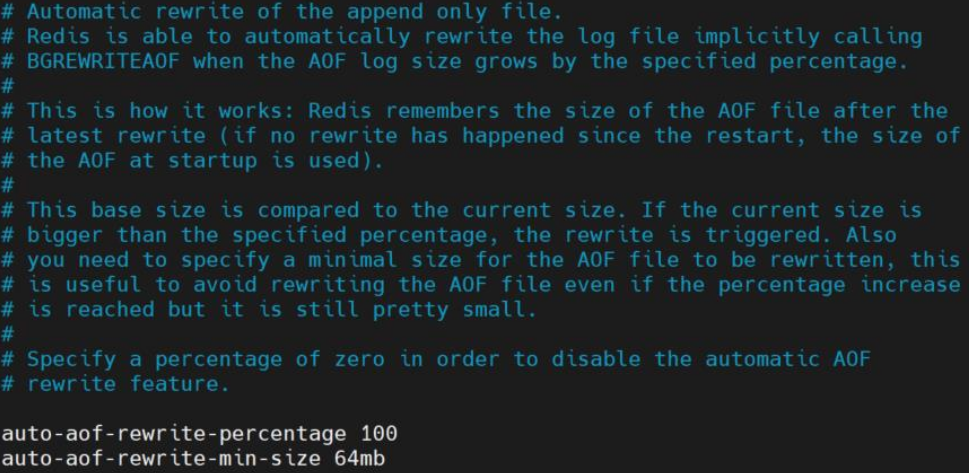 # Automatic rewrite of the append only file.
# Redis is able to automatically rewrite the log file implicitly calling
# BGREWRITEAOF when the AOF log size grows by the specified percentage.
#
# This is how it works: Redis remembers the size of the AOF file after the
# latest rewrite (if no rewrite has happened since the restart, the size of
# the AOF at startup is used).
#
# This base size is compared to the current size. If the current size is
# bigger than the specified percentage, the rewrite is triggered. Also
# you need to specify a minimal size for the AOF file to be rewritten, this
# is useful to avoid rewriting the AOF file even if the percentage increase
# is reached but it is still pretty small.
#
# Specify a percentage of zero in order to disable the automatic AOF
# rewrite feature.
auto-aof-rewrite-percentage 100
auto-aof-rewrite-min-size 64mb